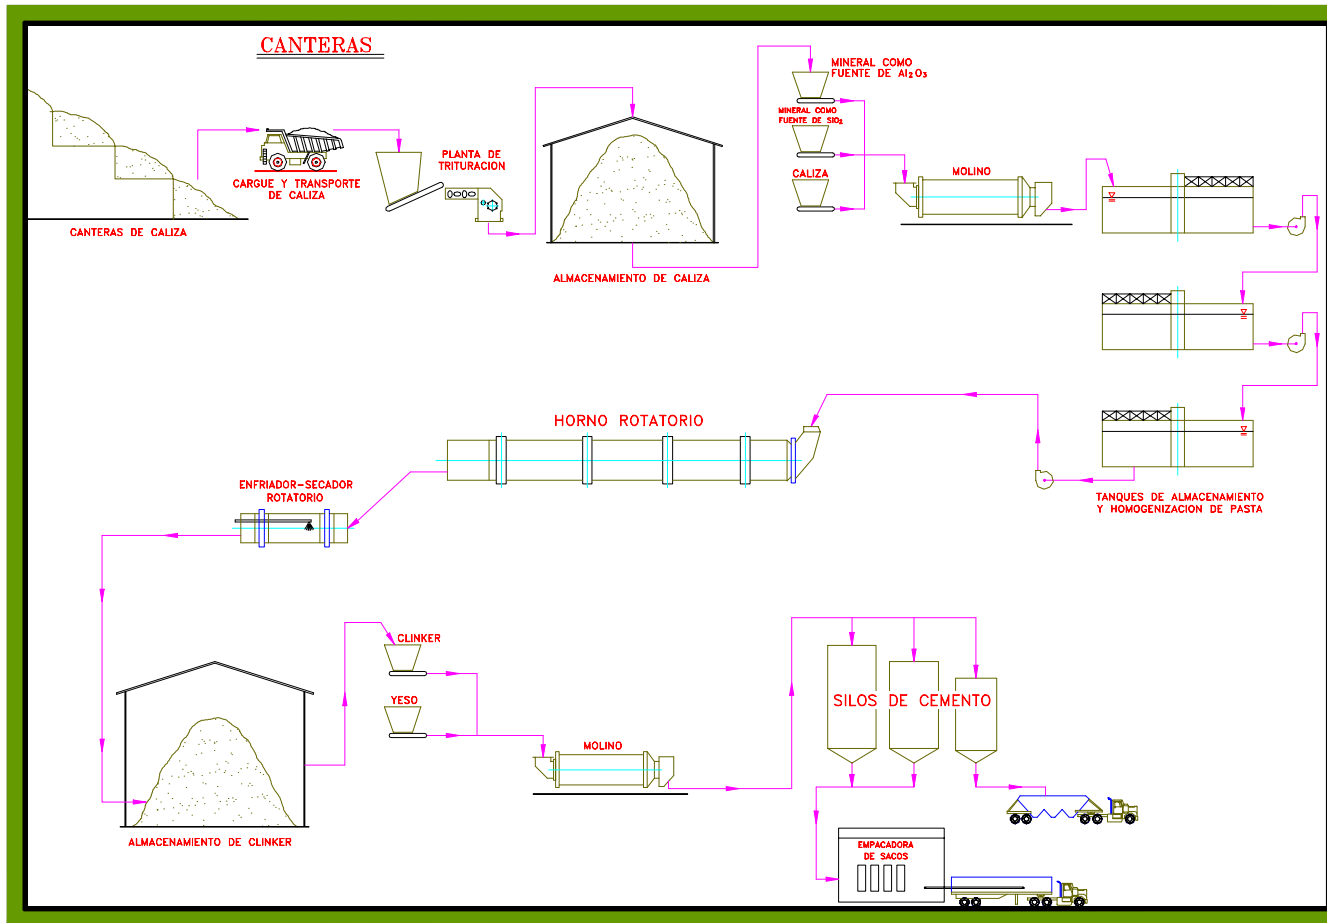 CANTERAS
MINERAL COMO
FUENTE DE Al₂O₃
MINERAL COMO
FUENTE DE SIO₂
CALIZA
PLANTA DE
TRITURACION
CARGUE Y TRANSPORTE
DE CALIZA
CANTERAS DE CALIZA
ALMACENAMIENTO DE CALIZA
MOLINO
HORNO ROTATORIO
TANQUES DE ALMACENAMIENTO
Y HOMOGENIZACION DE PASTA
ENFRIADOR-SECADOR
ROTATORIO
CLINKER
YESO
MOLINO
SILOS DE CEMENTO
ALMACENAMIENTO DE CLINKER
EMPACADORA
DE SACOS